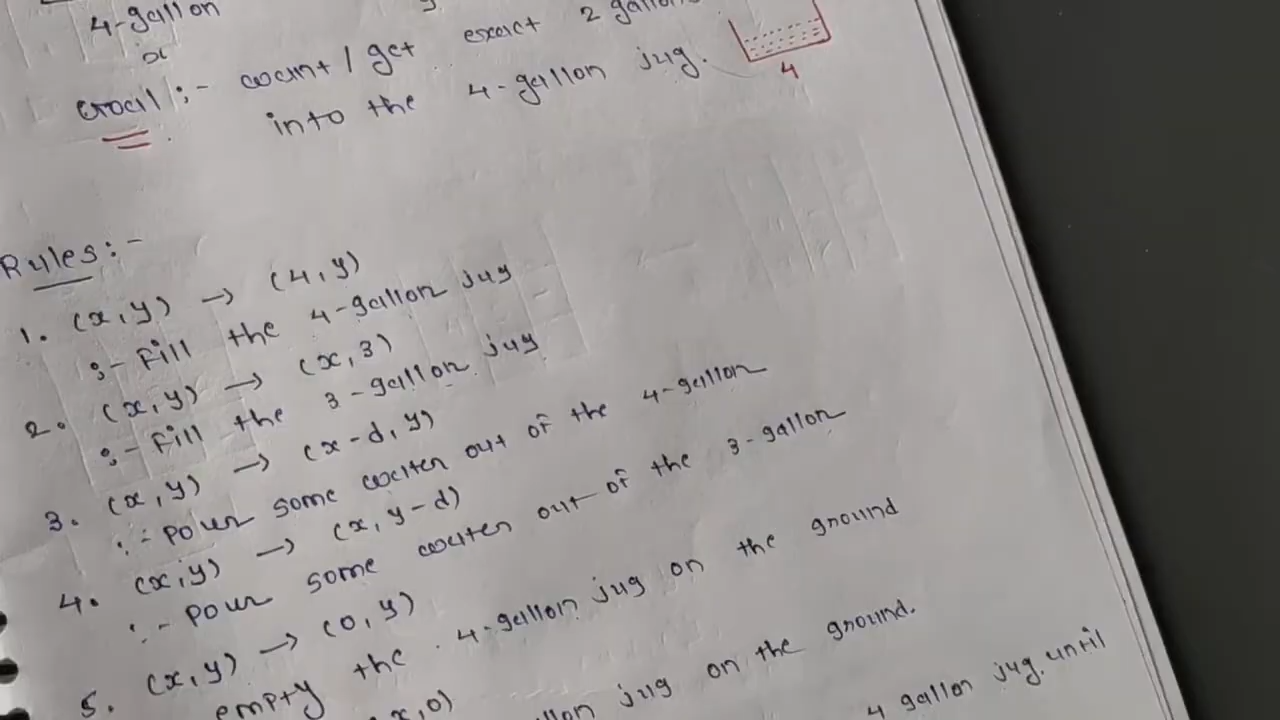 4-gallon
x
Goal :- want / get exact 2 gallons
4
into the 4-gallon jug.
Rules:-
1. (x,y) → (4,y)
:- Fill the 4-gallon jug
2. (x,y) → (x,3)
:- Fill the 3-gallon jug
3. (x,y) → (x-d,y)
:- Pour some water out of the 4-gallon
4. (x,y) → (x,y-d)
:- Pour some water out of the 3-gallon
5. (x,y) → (0,y)
empty the 4-gallon jug on the ground
x,0)
jug on the ground.
4 gallon jug until